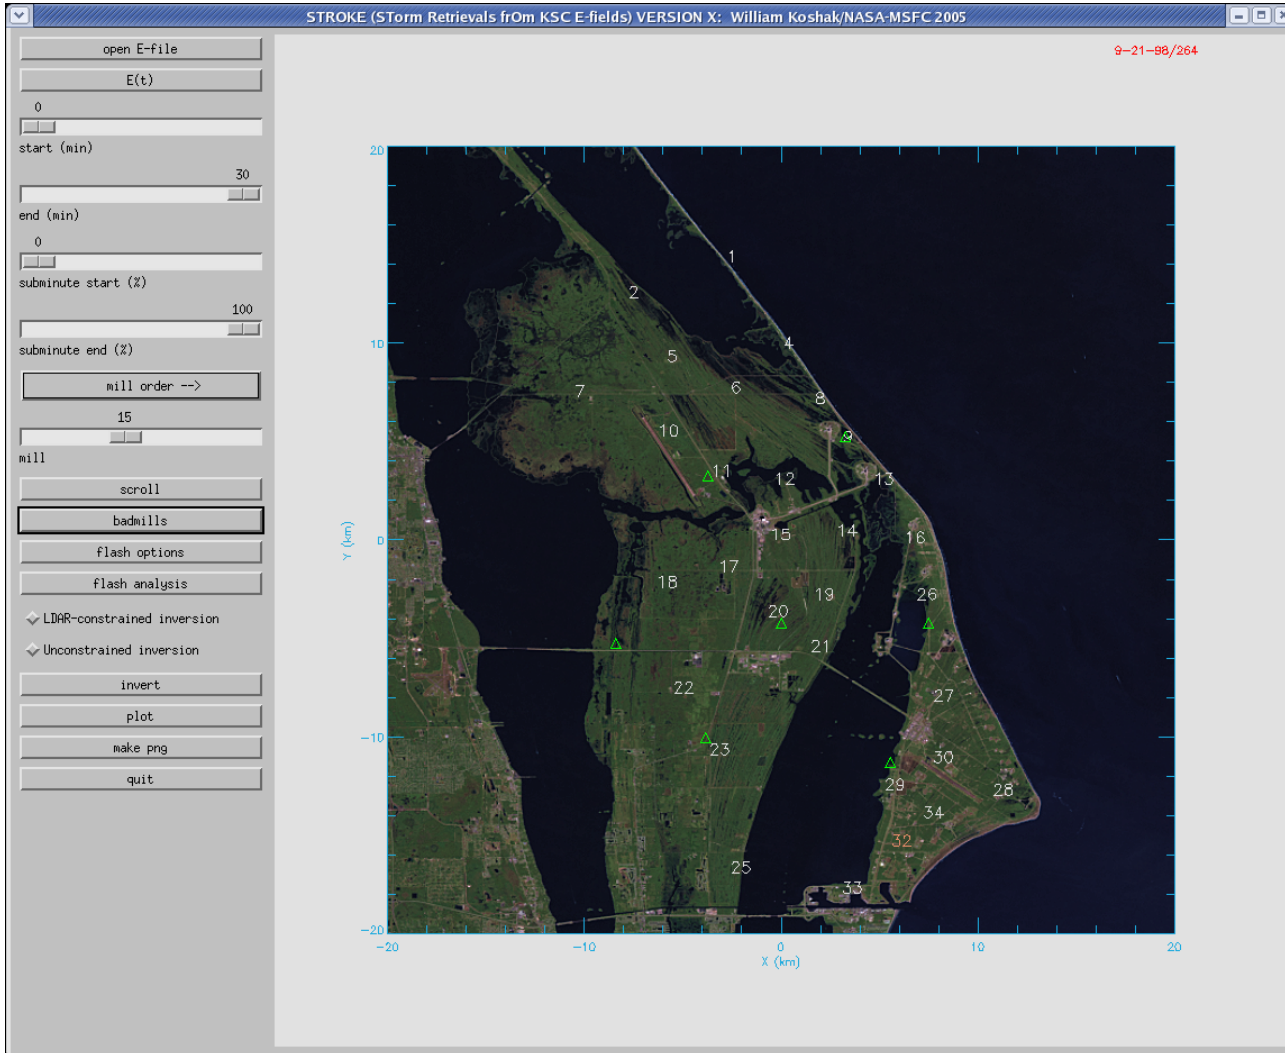 STROKE (STorm Retrievals frOm KSC E-fields) VERSION X: William Koshak/NASA-MSFC 2005
open E-file
E(t)
0
start (min)
30
end (min)
0
subminute start (%)
100
subminute end (%)
mill order -->
15
mill
scroll
badmills
flash options
flash analysis
LDAR-constrained inversion
Unconstrained inversion
invert
plot
make png
quit
9-21-98/264
20
10
0
-10
-20
Y (km)
1
2
4
5
6
7
8
9
10
11
12
13
14
15
16
17
18
19
20
21
22
23
25
26
27
28
29
30
32
33
34
-20
-10
0
10
20
X (km)